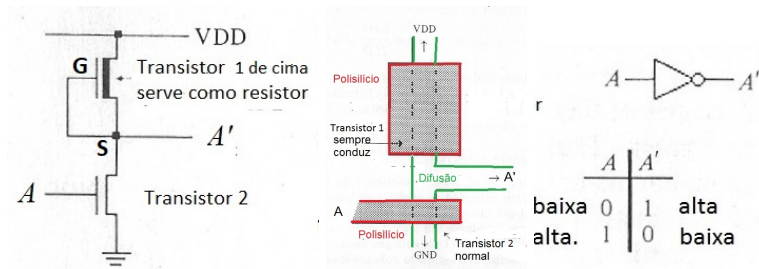 VDD
G
Transistor 1 de cima
serve como resistor
S
A'
A
Transistor 2
VDD
Polisilício
Transistor 1
sempre
conduz
Difusão
→ A'
A
Polisílicio
Transistor 2
normal
GND
A
A'
r
A A'
baixa 0 1 alta
alta. 1 0 baixa